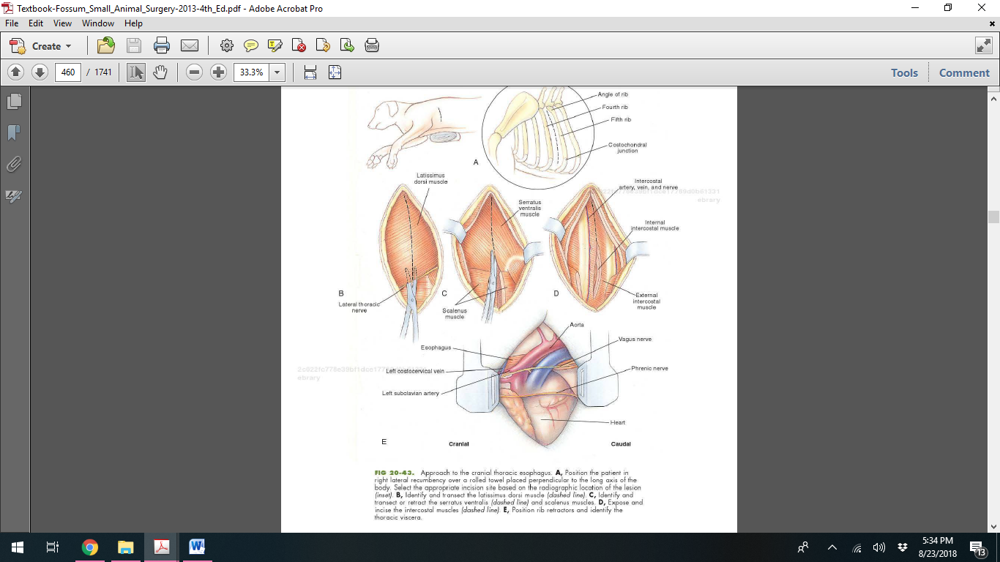 Textbook-Fossum_Small_Animal_Surgery-2013-4th_Ed.pdf - Adobe Acrobat Pro
File Edit View Window Help
Create
460 / 1741
33.3%
Tools Comment
Angle of rib
Fourth rib
Fifth rib
Costochondral
junction
A
Latissimus
dorsi muscle
Serratus
ventralis
muscle
Intercostal
artery, vein, and nerve
ebrary
Internal
intercostal muscle
B
Lateral thoracic
nerve
C
Scalenus
muscle
D
External
intercostal
muscle
Aorta
Esophagus
Vagus nerve
Left costocervical vein
ebrary
Phrenic nerve
Left subclavian artery
Heart
E
Cranial
Caudal
FIG 20-43. Approach to the cranial thoracic esophagus. A, Position the patient in
right lateral recumbency over a rolled towel placed perpendicular to the long axis of the
body. Select the appropriate incision site based on the radiographic location of the lesion
(inset). B, Identify and transect the latissimus dorsi muscle (dashed line). C, Identify and
transect or retract the serratus ventralis (dashed line) and scalenus muscles. D, Expose and
incise the intercostal muscles (dashed line). E, Position rib retractors and identify the
thoracic viscera.
5:34 PM
8/23/2018
13